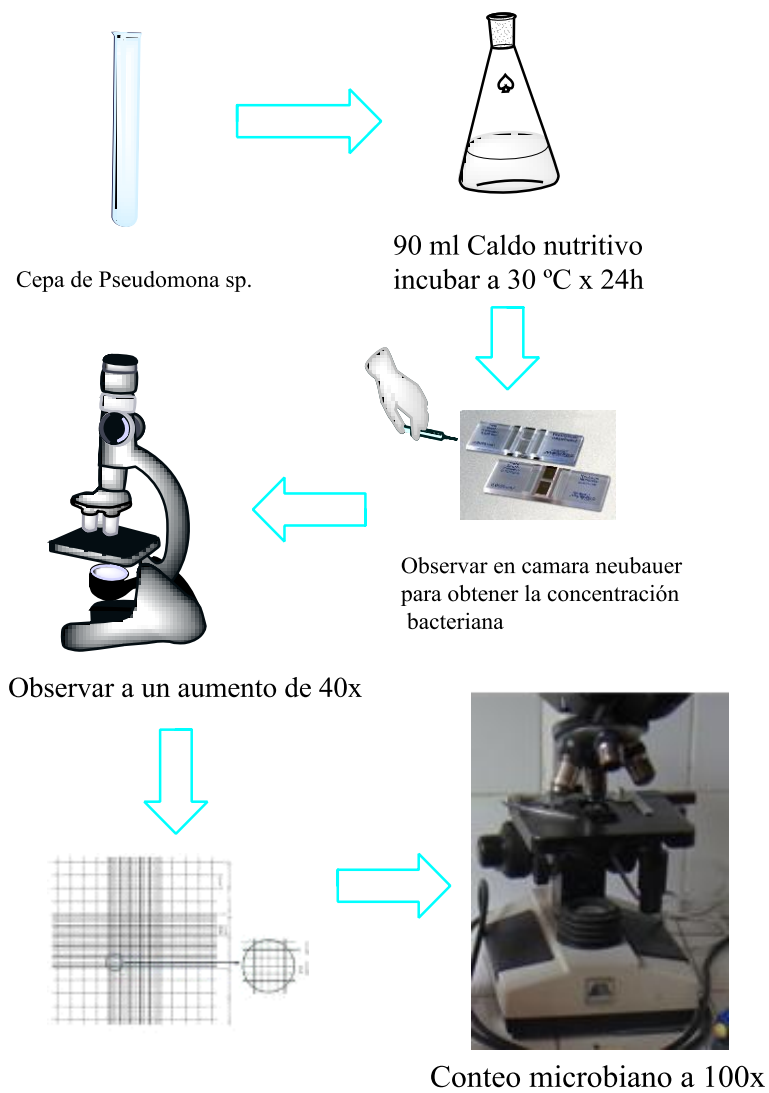 Cepa de Pseudomona sp.
90 ml Caldo nutritivo
incubar a 30 ºC x 24h
Observar en camara neubauer
para obtener la concentración
bacteriana
Observar a un aumento de 40x
Conteo microbiano a 100x